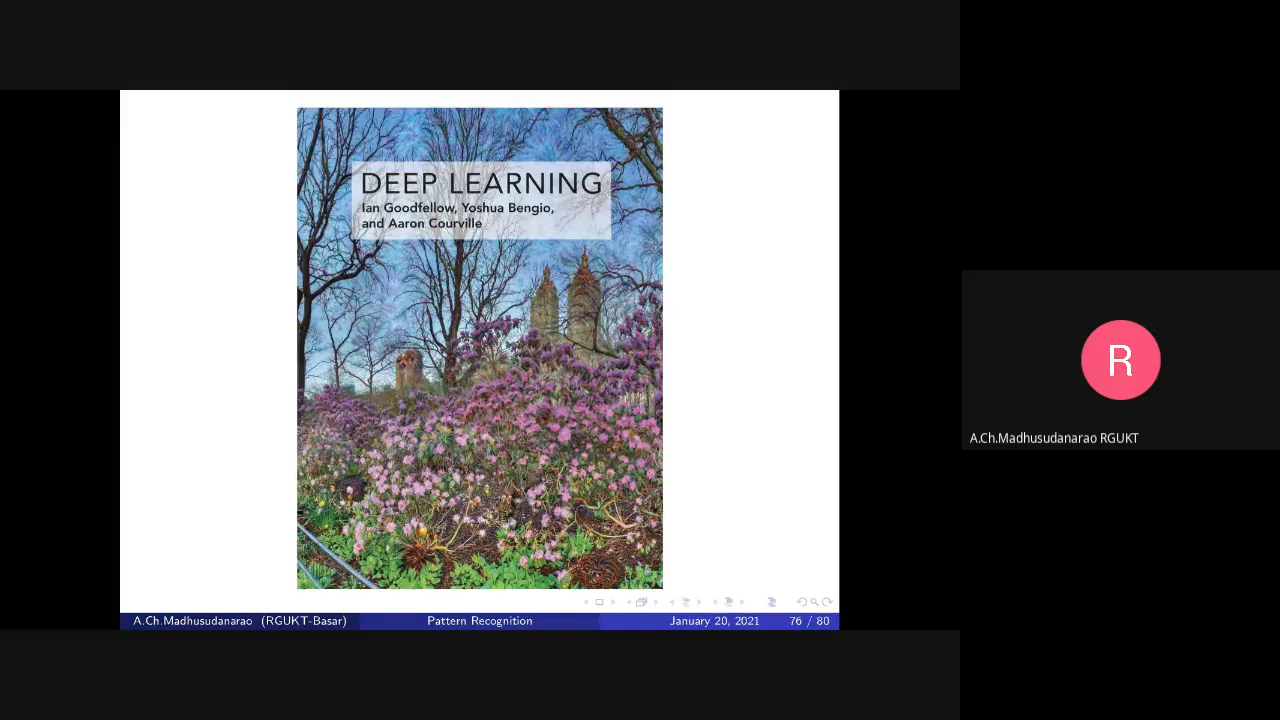 DEEP LEARNING
Ian Goodfellow, Yoshua Bengio,
and Aaron Courville
A.Ch.Madhusudanarao (RGUKT-Basar) Pattern Recognition January 20, 2021 76 / 80
R
A.Ch.Madhusudanarao RGUKT